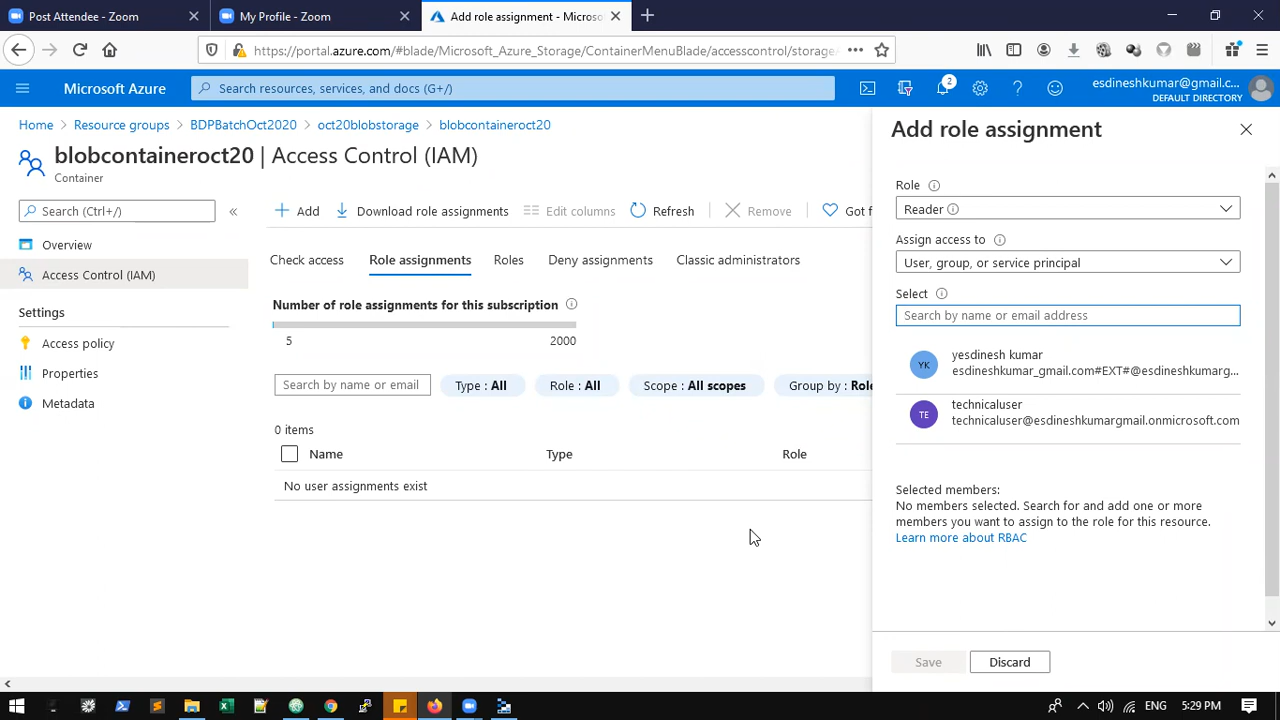 Post Attendee - Zoom
My Profile - Zoom
Add role assignment - Microso
https://portal.azure.com/#blade/Microsoft_Azure_Storage/ContainerMenuBlade/accesscontrol/storageA
Microsoft Azure
Search resources, services, and docs (G+/)
2
esdineshkumar@gmail.c...
DEFAULT DIRECTORY
Home > Resource groups > BDPBatchOct2020 > oct20blobstorage > blobcontaineroct20
blobcontaineroct20 | Access Control (IAM)
Container
Search (Ctrl+/)
Overview
Access Control (IAM)
Settings
Access policy
Properties
Metadata
Add
Download role assignments
Edit columns
Refresh
Remove
Got f
Check access
Role assignments
Roles
Deny assignments
Classic administrators
Number of role assignments for this subscription
5
2000
Search by name or email
Type : All
Role : All
Scope : All scopes
Group by : Role
0 items
Name
Type
Role
No user assignments exist
Add role assignment
Role
Reader
Assign access to
User, group, or service principal
Select
Search by name or email address
YK
yesdinesh kumar
esdineshkumar_gmail.com#EXT#@esdineshkumarg...
TE
technicaluser
technicaluser@esdineshkumargmail.onmicrosoft.com
Selected members:
No members selected. Search for and add one or more
members you want to assign to the role for this resource.
Learn more about RBAC
Save
Discard
ENG
5:29 PM